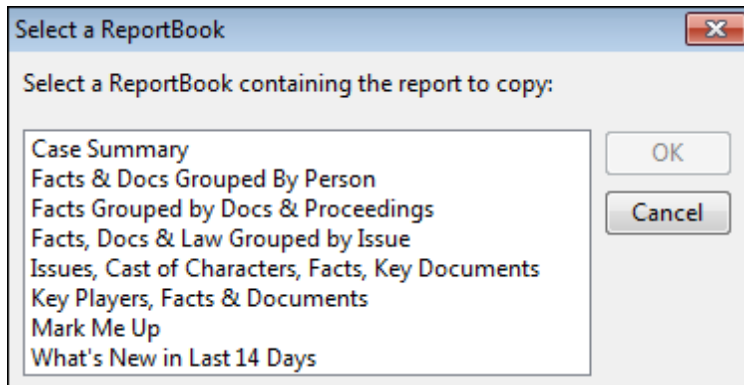 Select a ReportBook
Select a ReportBook containing the report to copy:
Case Summary
Facts & Docs Grouped By Person
Facts Grouped by Docs & Proceedings
Facts, Docs & Law Grouped by Issue
Issues, Cast of Characters, Facts, Key Documents
Key Players, Facts & Documents
Mark Me Up
What's New in Last 14 Days
OK
Cancel